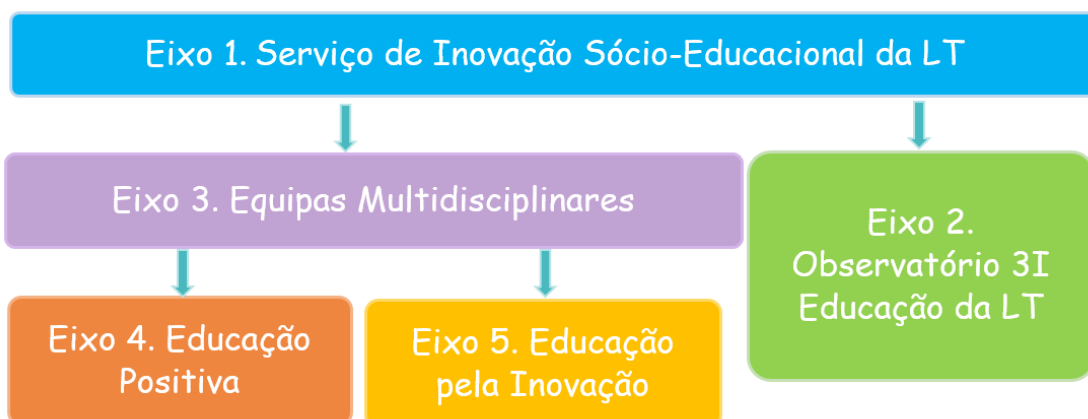 Eixo 1. Serviço de Inovação Sócio-Educacional da LT
Eixo 3. Equipas Multidisciplinares
Eixo 2.
Observatório 3I
Educação da LT
Eixo 4. Educação
Positiva
Eixo 5. Educação
pela Inovação